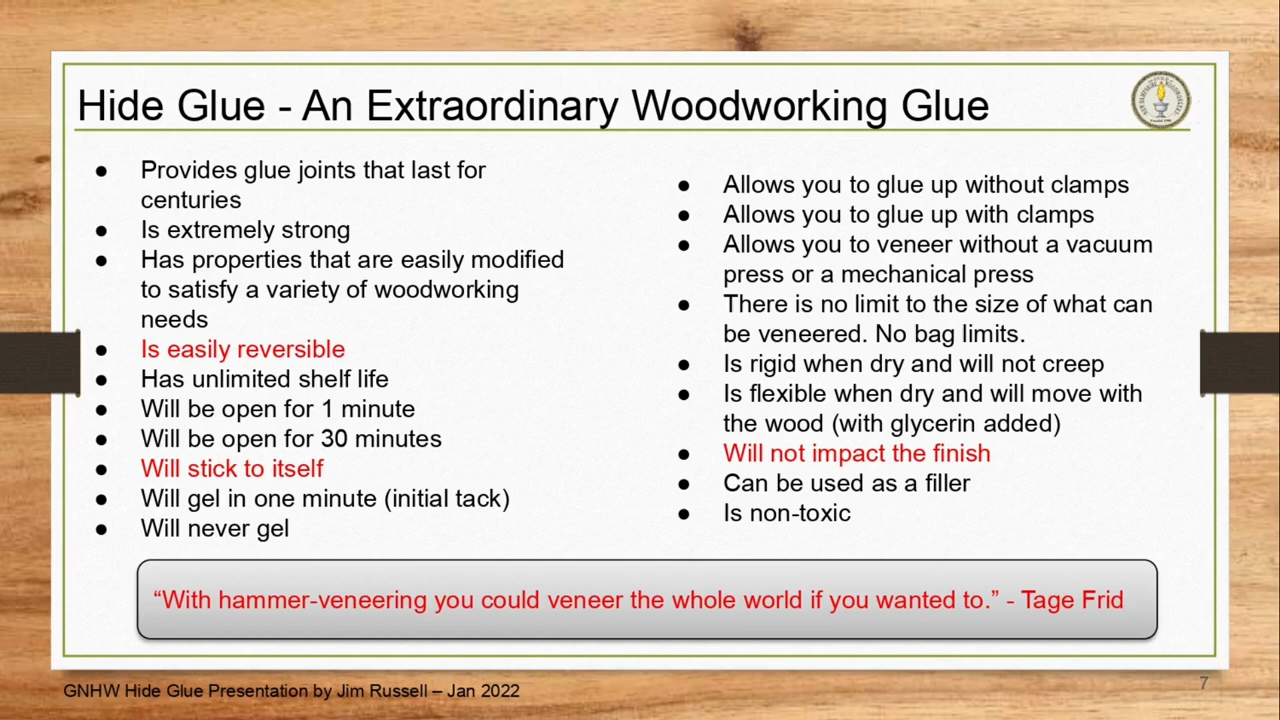 Hide Glue - An Extraordinary Woodworking Glue
● Provides glue joints that last for
centuries
● Is extremely strong
● Has properties that are easily modified
to satisfy a variety of woodworking
needs
● Is easily reversible
● Has unlimited shelf life
● Will be open for 1 minute
● Will be open for 30 minutes
● Will stick to itself
● Will gel in one minute (initial tack)
● Will never gel
● Allows you to glue up without clamps
● Allows you to glue up with clamps
● Allows you to veneer without a vacuum
press or a mechanical press
● There is no limit to the size of what can
be veneered. No bag limits.
● Is rigid when dry and will not creep
● Is flexible when dry and will move with
the wood (with glycerin added)
● Will not impact the finish
● Can be used as a filler
● Is non-toxic
“With hammer-veneering you could veneer the whole world if you wanted to.” - Tage Frid
GNHW Hide Glue Presentation by Jim Russell – Jan 2022
7